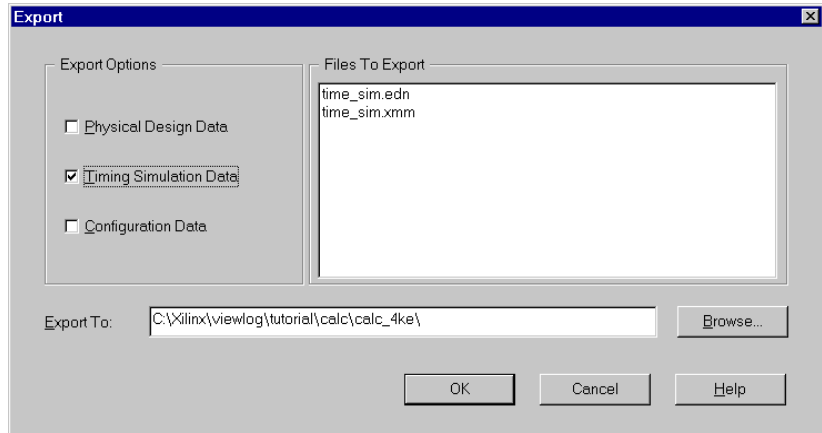 Export
Export Options
Physical Design Data
Timing Simulation Data
Configuration Data
Files To Export
time_sim.edn
time_sim.xmm
Export To:
C:\Xilinx\viewlog\tutorial\calc\calc_4ke\
Browse...
OK
Cancel
Help